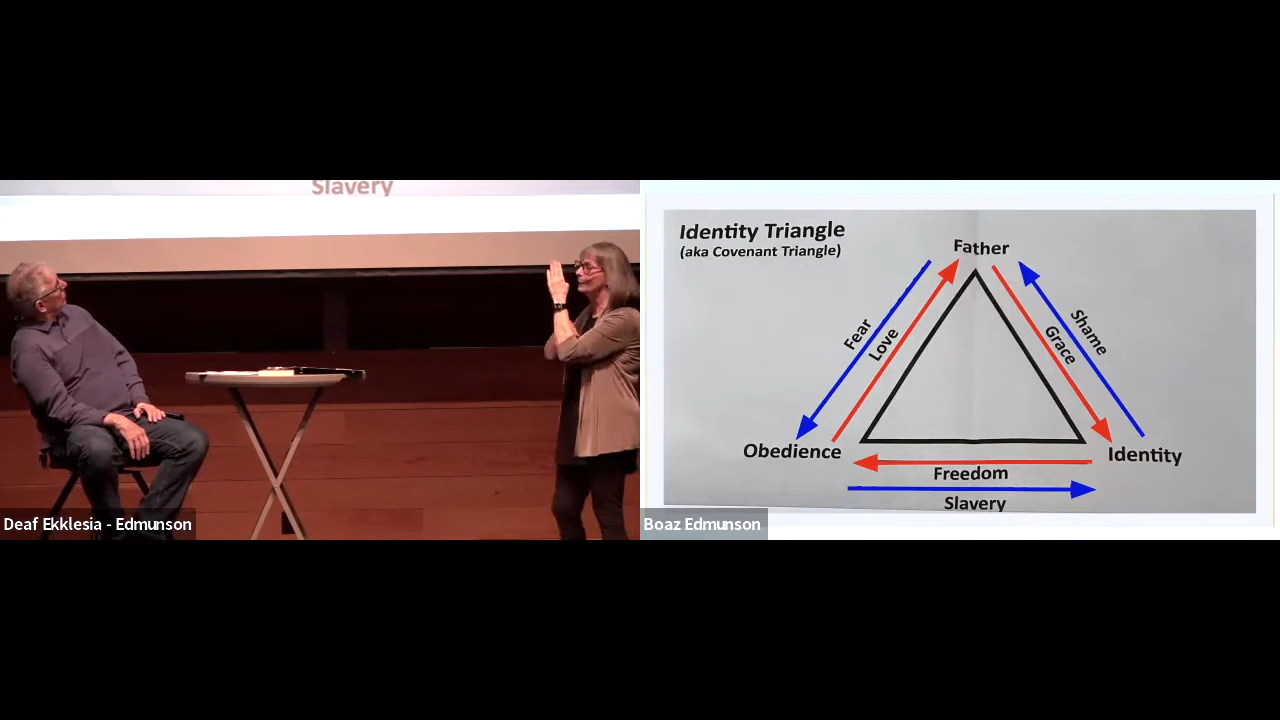 Slavery
Deaf Ekklesia - Edmunson
Identity Triangle
(aka Covenant Triangle)
Father
Fear
Love
Grace
Shame
Obedience
Identity
Freedom
Slavery
Boaz Edmunson